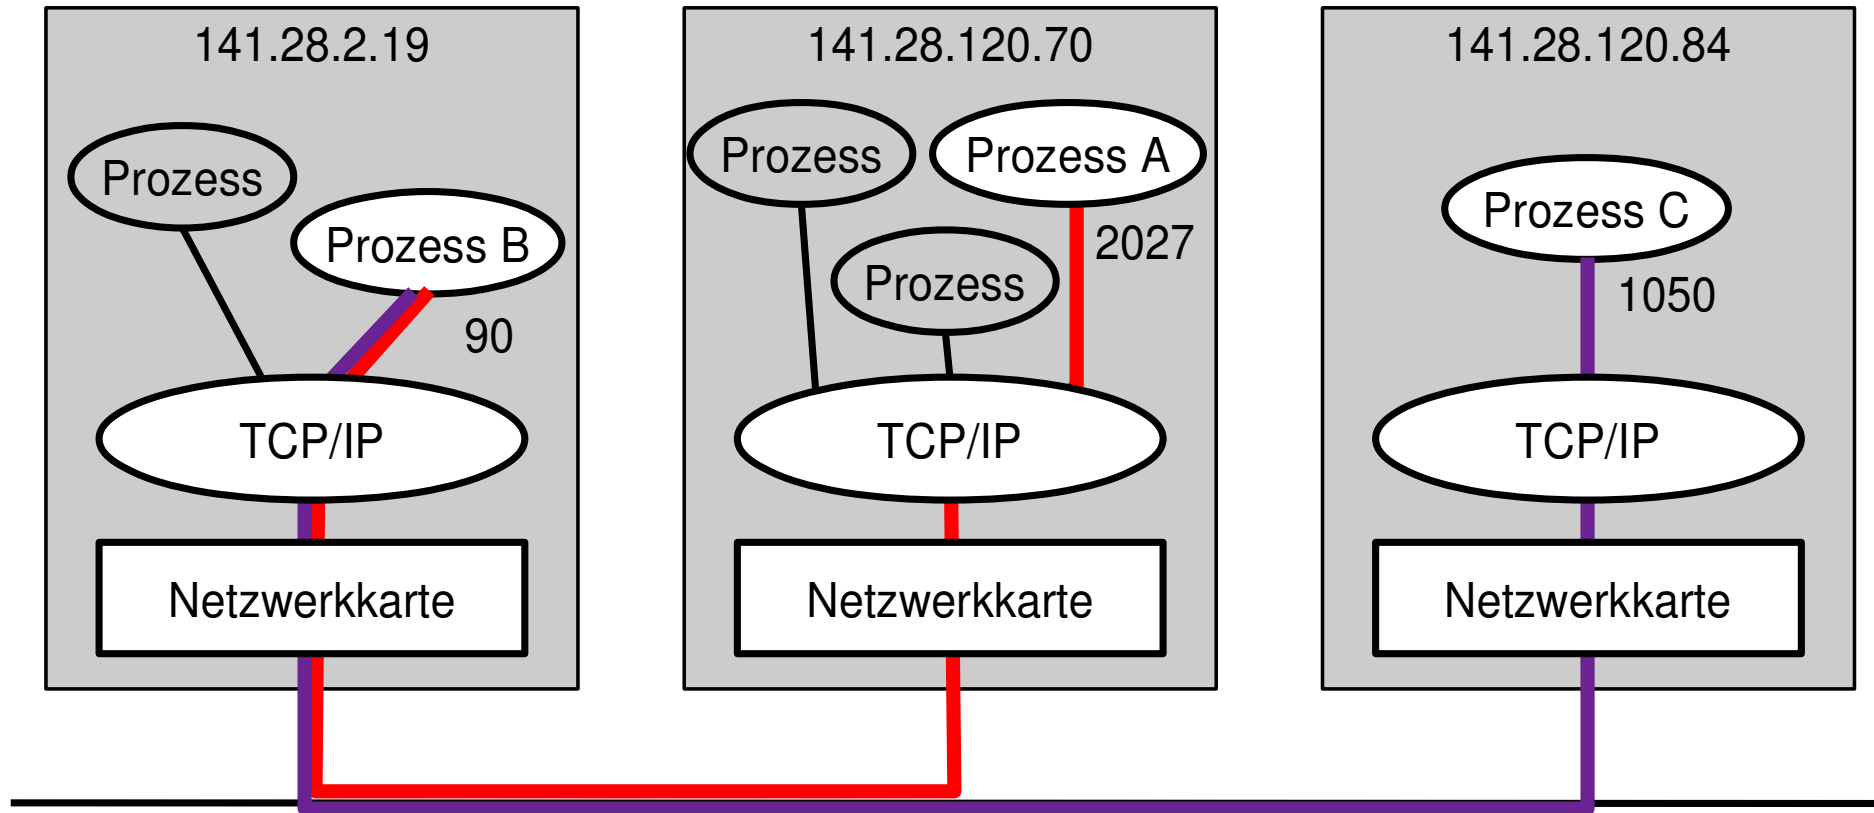 141.28.2.19
Prozess
Prozess B
90
TCP/IP
Netzwerkkarte
141.28.120.70
Prozess
Prozess A
2027
Prozess
TCP/IP
Netzwerkkarte
141.28.120.84
Prozess C
1050
TCP/IP
Netzwerkkarte